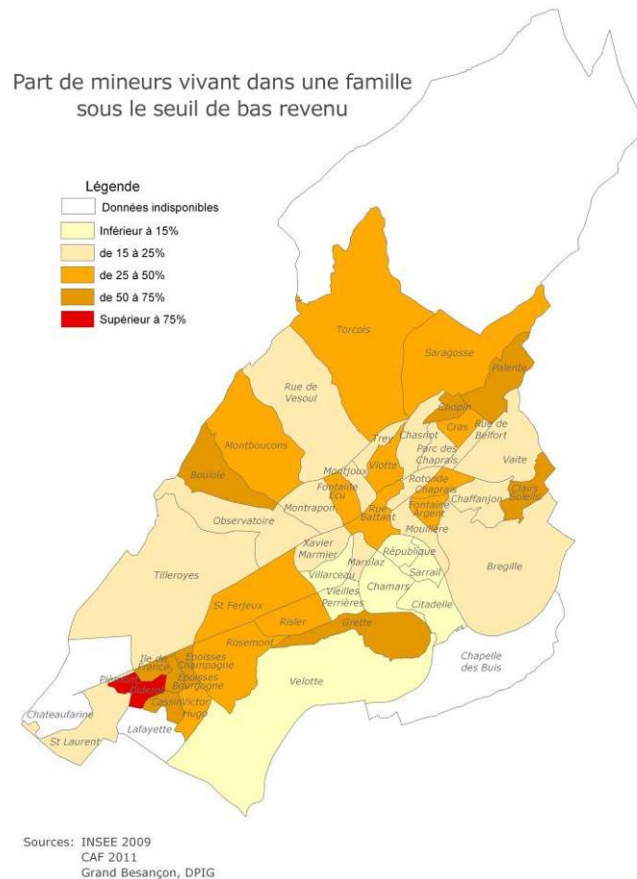 Part de mineurs vivant dans une famille
sous le seuil de bas revenu
Légende
Données indisponibles
Inférieur à 15%
de 15 à 25%
de 25 à 50%
de 50 à 75%
Supérieur à 75%
Torcols
Saragosse
Palente
Rue de
Vesoul
Chopin
Cras
Rue de
Belfort
Trey
Chasnot
Parc des
Chaprais
Montboucons
Viotte
Vaite
Montjoux
Bouloie
Fontaine
Ecu
Rotonde
Chaprais
Clairs
Soleils
Montrapon
Rue
Battant
Fontaine
Argent
Chaffanjon
Observatoire
Mouillère
Xavier
Marmier
République
Marulaz
Bregille
Tilleroyes
Villarceau
Sarrail
Vieilles
Perrières
Chamars
Citadelle
St Ferjeux
Risler
Grette
Rosemont
Chapelle
des Buis
Ile de
France
Epoisses
Champagne
Velotte
Piémont
Epoisses
Bourgogne
Diderot
Cassin
Victor
Hugo
Chateaufarine
Lafayette
St Laurent
Sources: INSEE 2009
CAF 2011
Grand Besançon, DPIG